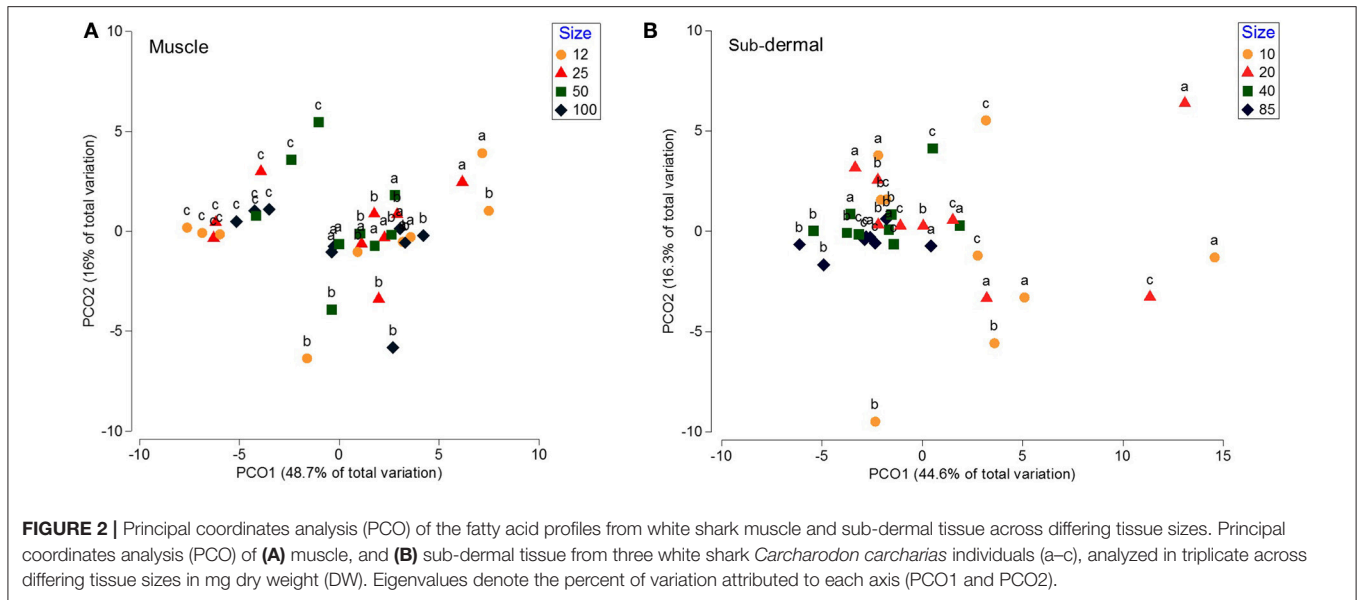 A
Muscle
Size
12
25
50
100
10
5
0
-5
-10
PCO2 (16% of total variation)
c
c
a
c
a
a
b
b
b
c
c
c
c
c
c
c
c
a
b
a
b
a
a
a
a
b
b
b
b
b
-10
-5
0
5
10
PCO1 (48.7% of total variation)
B
Sub-dermal
Size
10
20
40
85
10
5
0
-5
-10
PCO2 (16.3% of total variation)
a
c
c
a
a
b
b
c
b
a
b
b
c
c
a
c
b
c
a
a
b
c
a
a
a
c
b
b
-10
-5
0
5
10
15
PCO1 (44.6% of total variation)
FIGURE 2 | Principal coordinates analysis (PCO) of the fatty acid profiles from white shark muscle and sub-dermal tissue across differing tissue sizes. Principal
coordinates analysis (PCO) of (A) muscle, and (B) sub-dermal tissue from three white shark Carcharodon carcharias individuals (a–c), analyzed in triplicate across
differing tissue sizes in mg dry weight (DW). Eigenvalues denote the percent of variation attributed to each axis (PCO1 and PCO2).